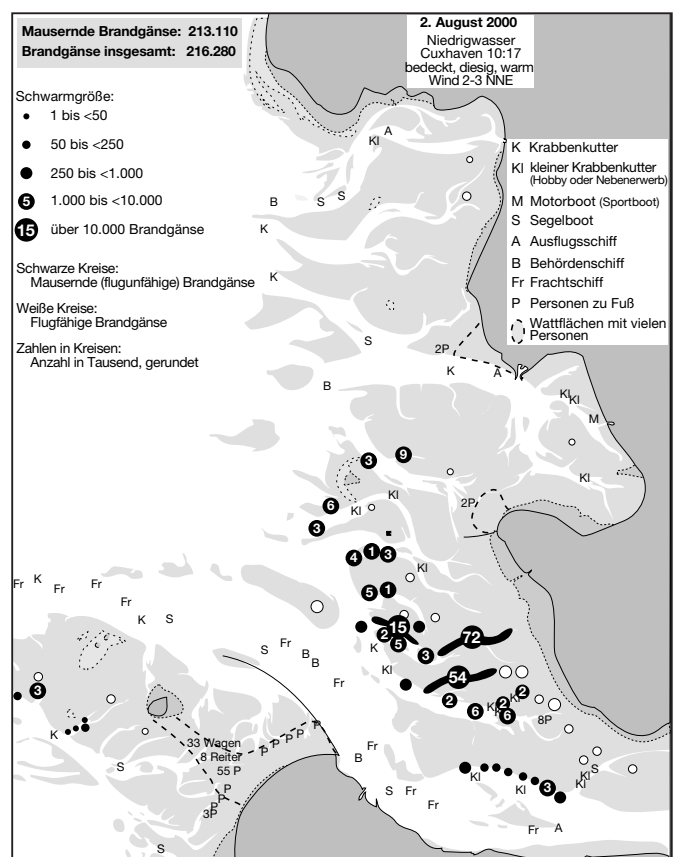 Mausernde Brandgänse: 213.110
Brandgänse insgesamt: 216.280
2. August 2000
Niedrigwasser
Cuxhaven 10:17
bedeckt, diesig, warm
Wind 2-3 NNE
Schwarmgröße:
1 bis <50
50 bis <250
250 bis <1.000
5 1.000 bis <10.000
15 über 10.000 Brandgänse
Schwarze Kreise:
Mausernde (flugunfähige) Brandgänse
Weiße Kreise:
Flugfähige Brandgänse
Zahlen in Kreisen:
Anzahl in Tausend, gerundet
K Krabbenkutter
Kl kleiner Krabbenkutter
(Hobby oder Nebenerwerb)
M Motorboot (Sportboot)
S Segelboot
A Ausflugsschiff
B Behördenschiff
Fr Frachtschiff
P Personen zu Fuß
Wattflächen mit vielen
Personen
A
Kl
B S S
K
K
S
2P
K A
B
Kl
Kl
M
9
3
Kl
Kl
2P
6
Kl
3
1
4 3
Kl
5 1
Fr K Fr Fr
Fr
K S
15
2
5
72
K
3
S Fr B
B
Kl
54
Fr
3
2
2
2
Kl
6
K
6
8P
K
33 Wagen
8 Reiter
55 P
P P P P P
P
P
P
3P
S
Fr
B
S Fr
Fr
Kl
Kl
3
Kl
S
Kl
Kl
Fr A
S